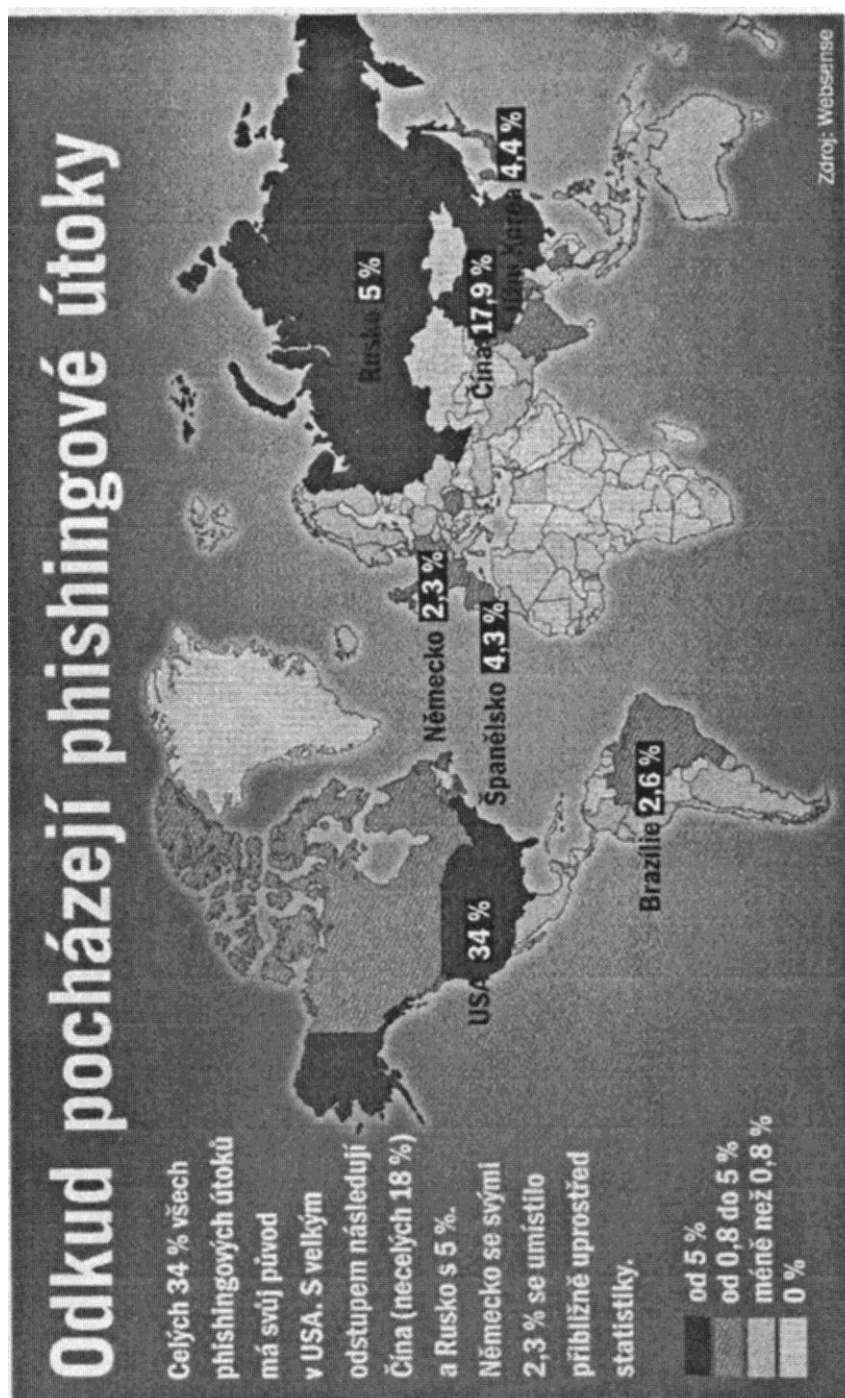 Odkud pocházejí phishingové útoky
Celých 34 % všech
phishingových útoků
má svůj původ
v USA. S velkým
odstupem následují
Čína (necelých 18 %)
a Rusko s 5 %.
Německo se svými
2,3 % se umístilo
přibližně uprostřed
statistiky.
od 5 %
od 0,8 do 5 %
méně než 0,8 %
0 %
USA 34 %
Brazílie 2,6 %
Německo 2,3 %
Španělsko 4,3 %
Rusko 5 %
Čína 17,9 %
Jižní Korea 4,4 %
Zdroj: Websense